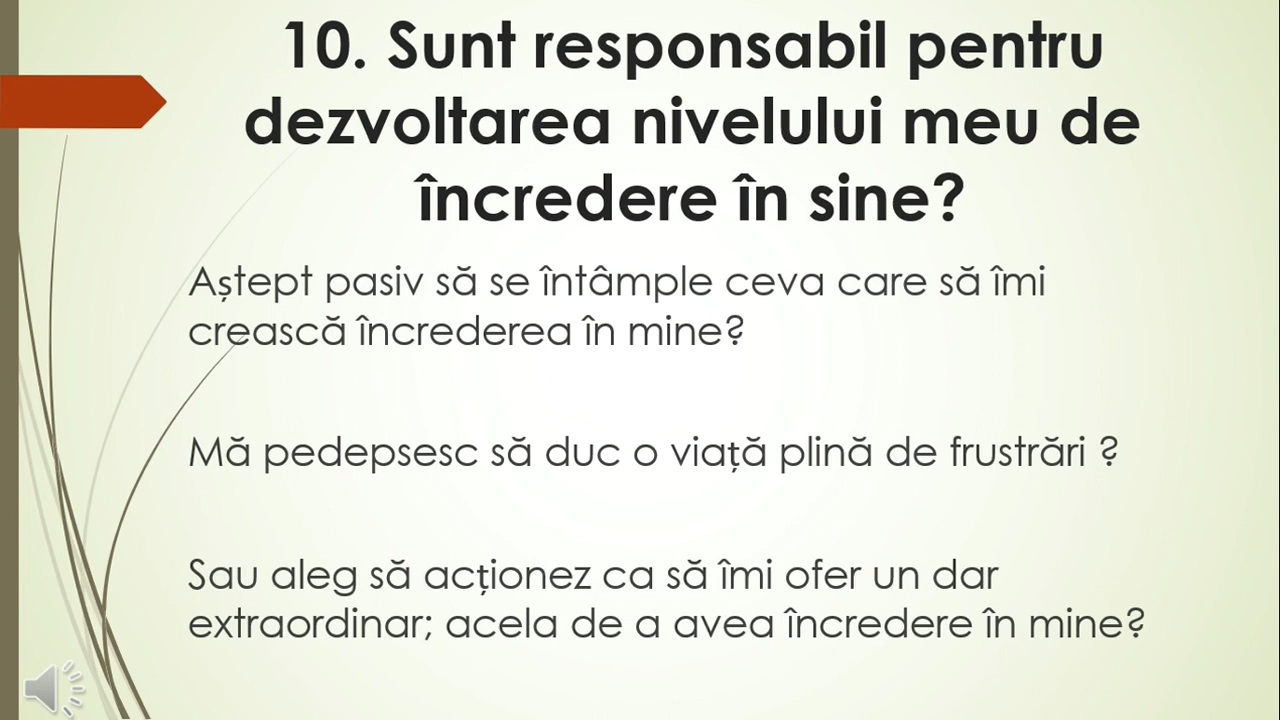 10. Sunt responsabil pentru
dezvoltarea nivelului meu de
încredere în sine?
Aștept pasiv să se întâmple ceva care să îmi
crească încrederea în mine?
Mă pedepsesc să duc o viață plină de frustrări ?
Sau aleg să acționez ca să îmi ofer un dar
extraordinar; acela de a avea încredere în mine?